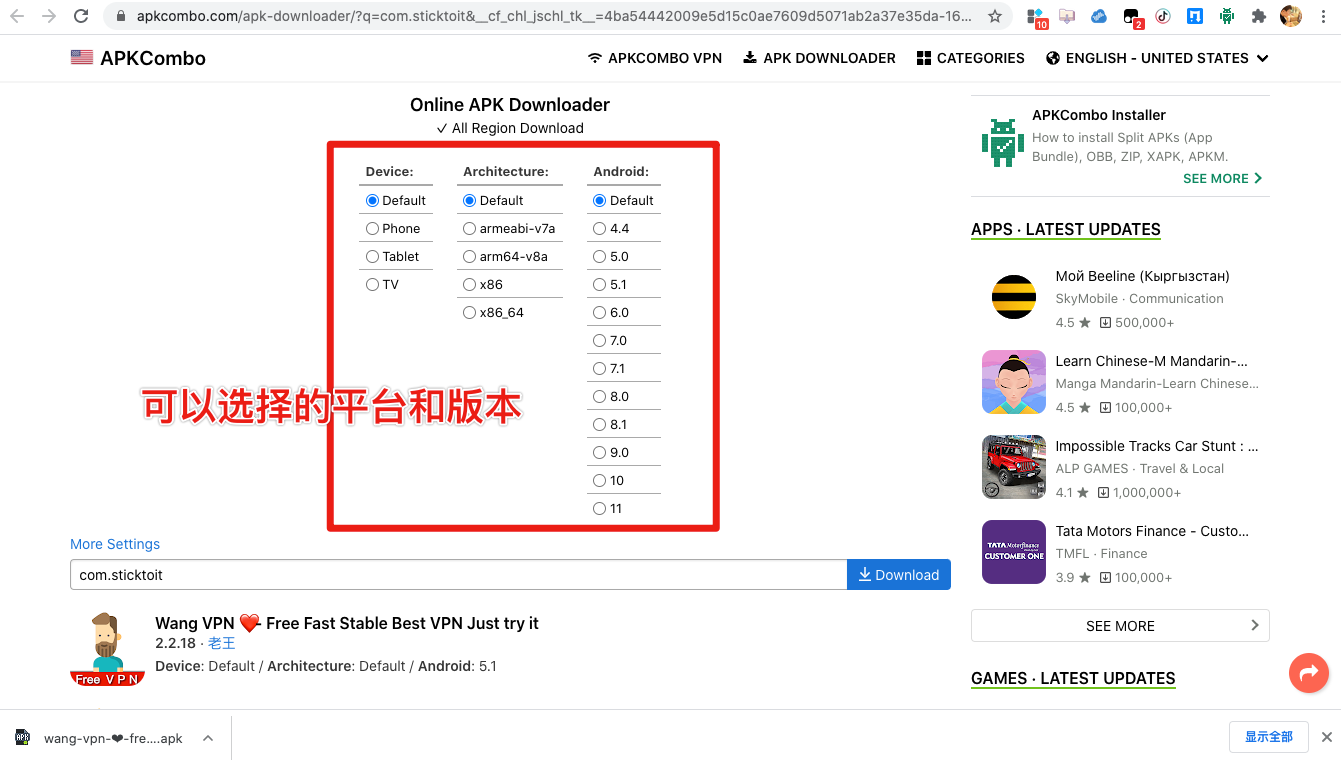 apkcombo.com/apk-downloader/?q=com.sticktoit&__cf_chl_jschl_tk__=4ba54442009e5d15c0ae7609d5071ab2a37e35da-16...
10
2
APKCombo
APKCOMBO VPN
APK DOWNLOADER
CATEGORIES
ENGLISH - UNITED STATES
Online APK Downloader
✓ All Region Download
Device:
Default
Phone
Tablet
TV
Architecture:
Default
armeabi-v7a
arm64-v8a
x86
x86_64
Android:
Default
4.4
5.0
5.1
6.0
7.0
7.1
8.0
8.1
9.0
10
11
可以选择的平台和版本
More Settings
com.sticktoit
Download
Free VPN
Wang VPN ❤️- Free Fast Stable Best VPN Just try it
2.2.18 · 老王
Device: Default / Architecture: Default / Android: 5.1
APKCombo Installer
How to install Split APKs (App
Bundle), OBB, ZIP, XAPK, APKM.
SEE MORE
APPS · LATEST UPDATES
Мой Beeline (Кыргызстан)
SkyMobile · Communication
4.5 ★ 500,000+
Learn Chinese-M Mandarin-...
Manga Mandarin-Learn Chinese...
4.5 ★ 100,000+
Impossible Tracks Car Stunt : ...
ALP GAMES · Travel & Local
4.1 ★ 1,000,000+
TATA Motorfinance
CUSTOMER ONE
Tata Motors Finance - Custo...
TMFL · Finance
3.9 ★ 100,000+
SEE MORE
GAMES · LATEST UPDATES
APK
wang-vpn-❤-fre....apk
显示全部